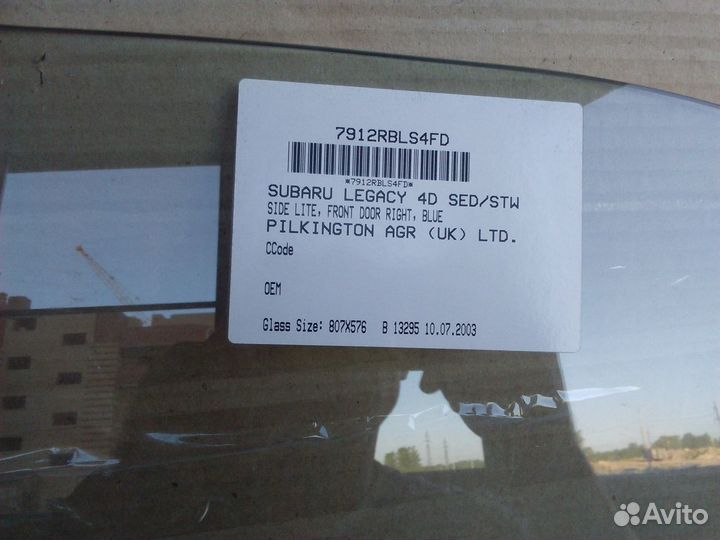 7912RBLS4FD
*7912RBLS4FD*
SUBARU LEGACY 4D SED/STW
SIDE LITE, FRONT DOOR RIGHT, BLUE
PILKINGTON AGR (UK) LTD.
CCode
OEM
Glass Size: 807X576 B 13295 10.07.2003
Avito